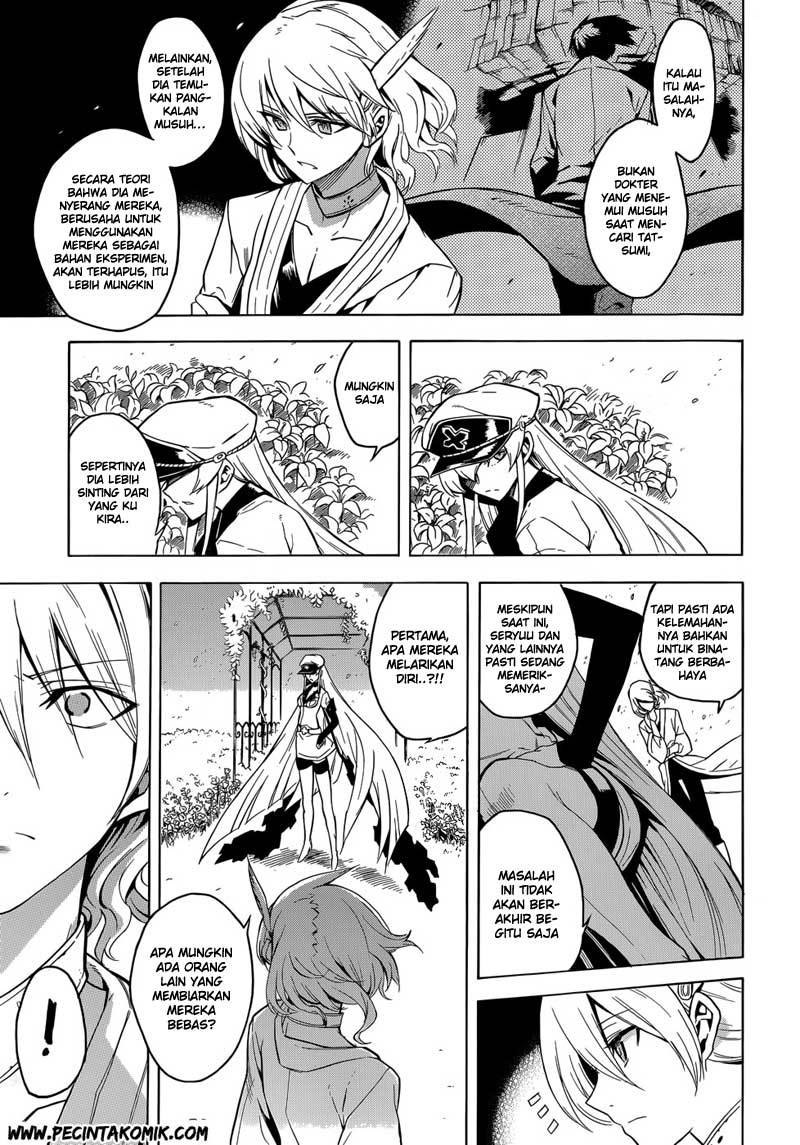 KALAU
ITU MA-
SALAH-
NYA,
BUKAN
DOKTER
YANG MENE-
MUI MUSUH
SAAT MEN-
CARI TAT-
SUMI,
MELAINKAN,
SETELAH
DIA TEMU-
KAN PANG-
KALAN
MUSUH...
SECARA TEORI
BAHWA DIA ME-
NYERANG MEREKA,
BERUSAHA UNTUK
MENGGUNAKAN
MEREKA SEBAGAI
BAHAN EKSPERIMEN,
AKAN TERHAPUS, ITU
LEBIH MUNGKIN
MUNGKIN
SAJA
SEPERTINYA
DIA LEBIH
SINTING DARI
YANG KU
KIRA..
TAPI PASTI ADA
KELEMAHAN-
NYA BAHKAN
UNTUK BINA-
TANG BERBA-
HAYA
MESKIPUN
SAAT INI,
SERYUU DAN
YANG LAINNYA
PASTI SEDANG
MEMERIK-
SANYA-
MASALAH
INI TIDAK
AKAN BER-
AKHIR BE-
GITU SAJA
PERTAMA,
APA MEREKA
MELARIKAN
DIRI..?!!
APA MUNGKIN
ADA ORANG
LAIN YANG
MEMBIARKAN
MEREKA
BEBAS?
!
WWW.PECINTAKOMIK.COM